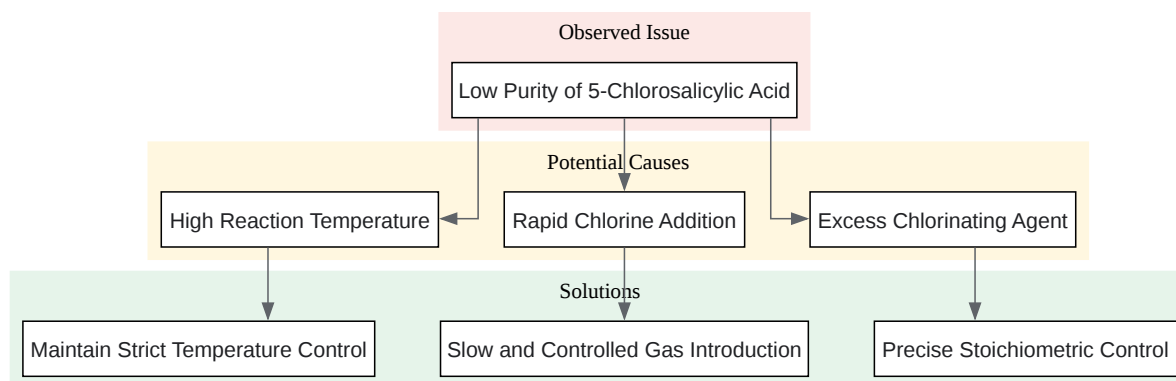 Observed Issue
Low Purity of 5-Chlorosalicylic Acid
Potential Causes
High Reaction Temperature
Rapid Chlorine Addition
Excess Chlorinating Agent
Solutions
Maintain Strict Temperature Control
Slow and Controlled Gas Introduction
Precise Stoichiometric Control